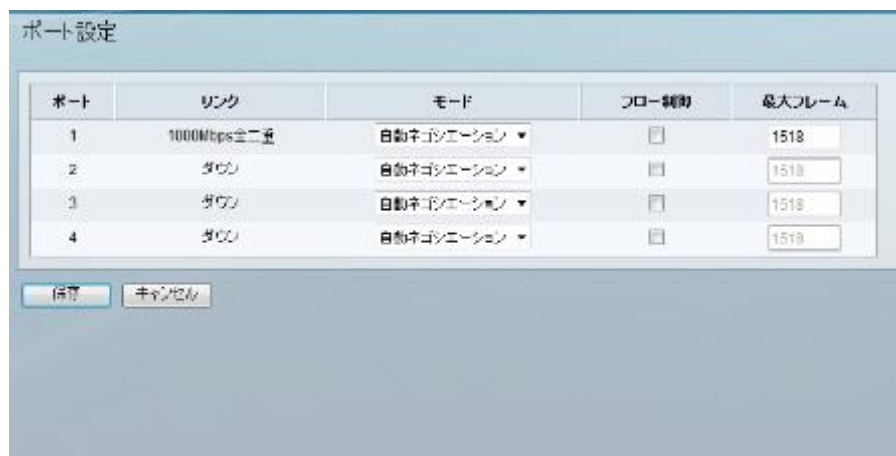 ポート設定
ポート リンク モード フロー制御 最大フレーム
1 1000Mbps全二重 自動ネゴシエーション 1518
2 ダウン 自動ネゴシエーション 1518
3 ダウン 自動ネゴシエーション 1518
4 ダウン 自動ネゴシエーション 1518
保存 キャンセル